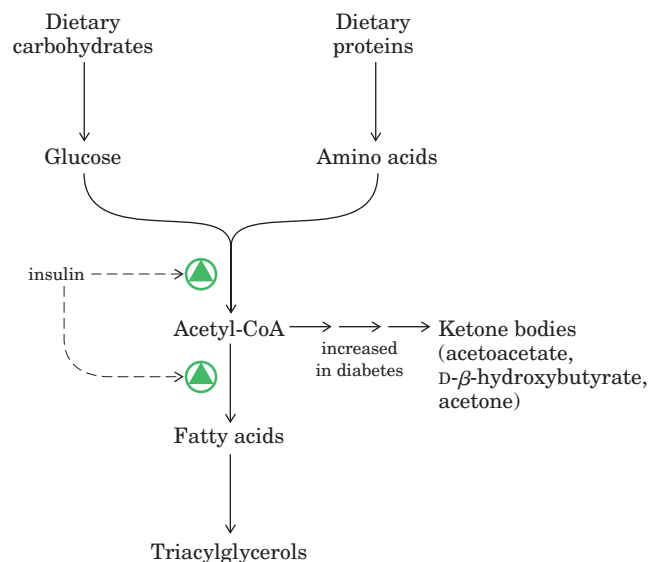 Dietary
carbohydrates
Dietary
proteins
Glucose
Amino acids
insulin
Acetyl-CoA
increased
in diabetes
Ketone bodies
(acetoacetate,
D-β-hydroxybutyrate,
acetone)
Fatty acids
Triacylglycerols